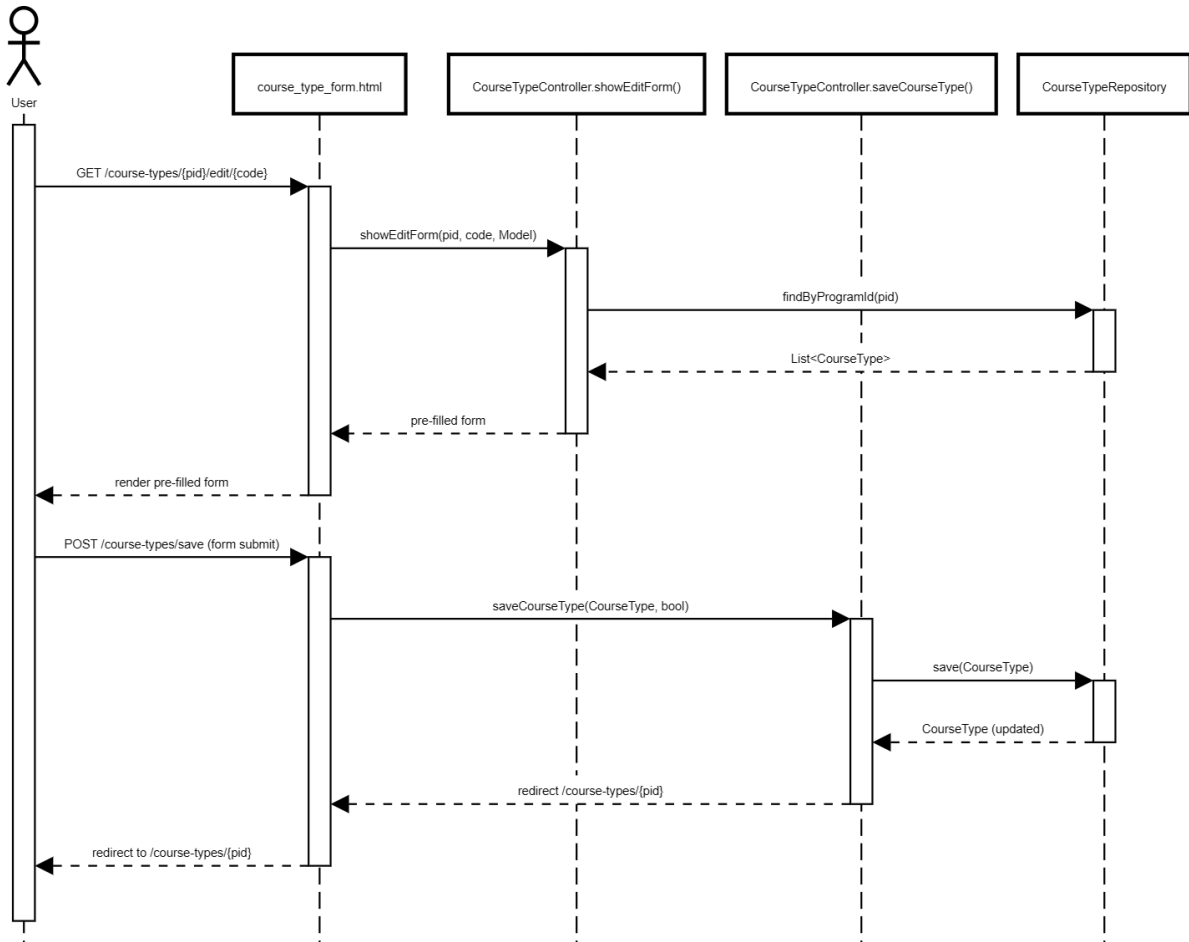 User
course_type_form.html
CourseTypeController.showEditForm()
CourseTypeController.saveCourseType()
CourseTypeRepository
GET /course-types/{pid}/edit/{code}
showEditForm(pid, code, Model)
findByProgramId(pid)
List<CourseType>
pre-filled form
render pre-filled form
POST /course-types/save (form submit)
saveCourseType(CourseType, bool)
save(CourseType)
CourseType (updated)
redirect /course-types/{pid}
redirect to /course-types/{pid}